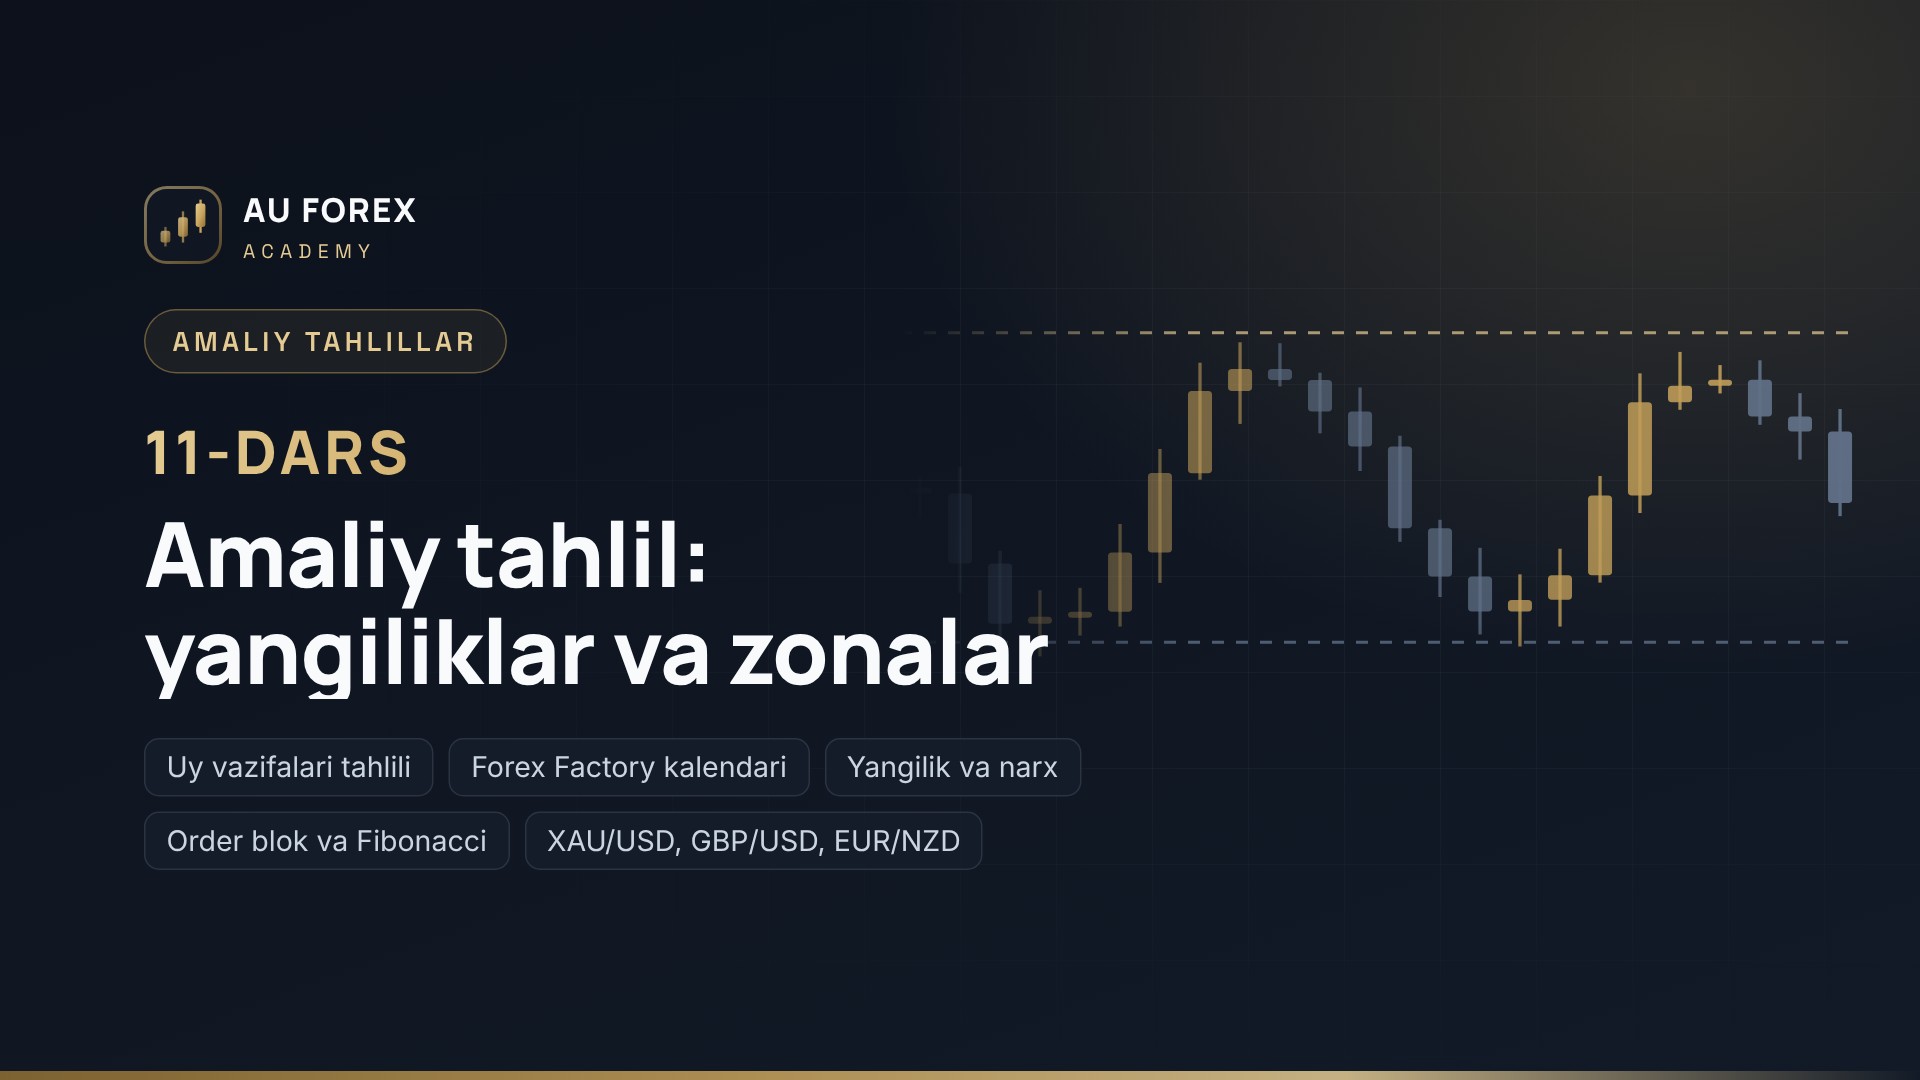 AU FOREX
ACADEMY
AMALIY TAHLILLAR
11-DARS
Amaliy tahlil:
yangiliklar va zonalar
Uy vazifalari tahlili
Forex Factory kalendari
Yangilik va narx
Order blok va Fibonacci
XAU/USD, GBP/USD, EUR/NZD